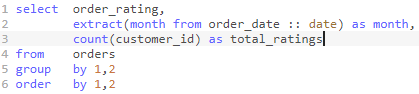 1 select  order_rating,
2         extract(month from order_date :: date) as month,
3         count(customer_id) as total_ratings
4 from    orders
5 group   by 1,2
6 order   by 1,2